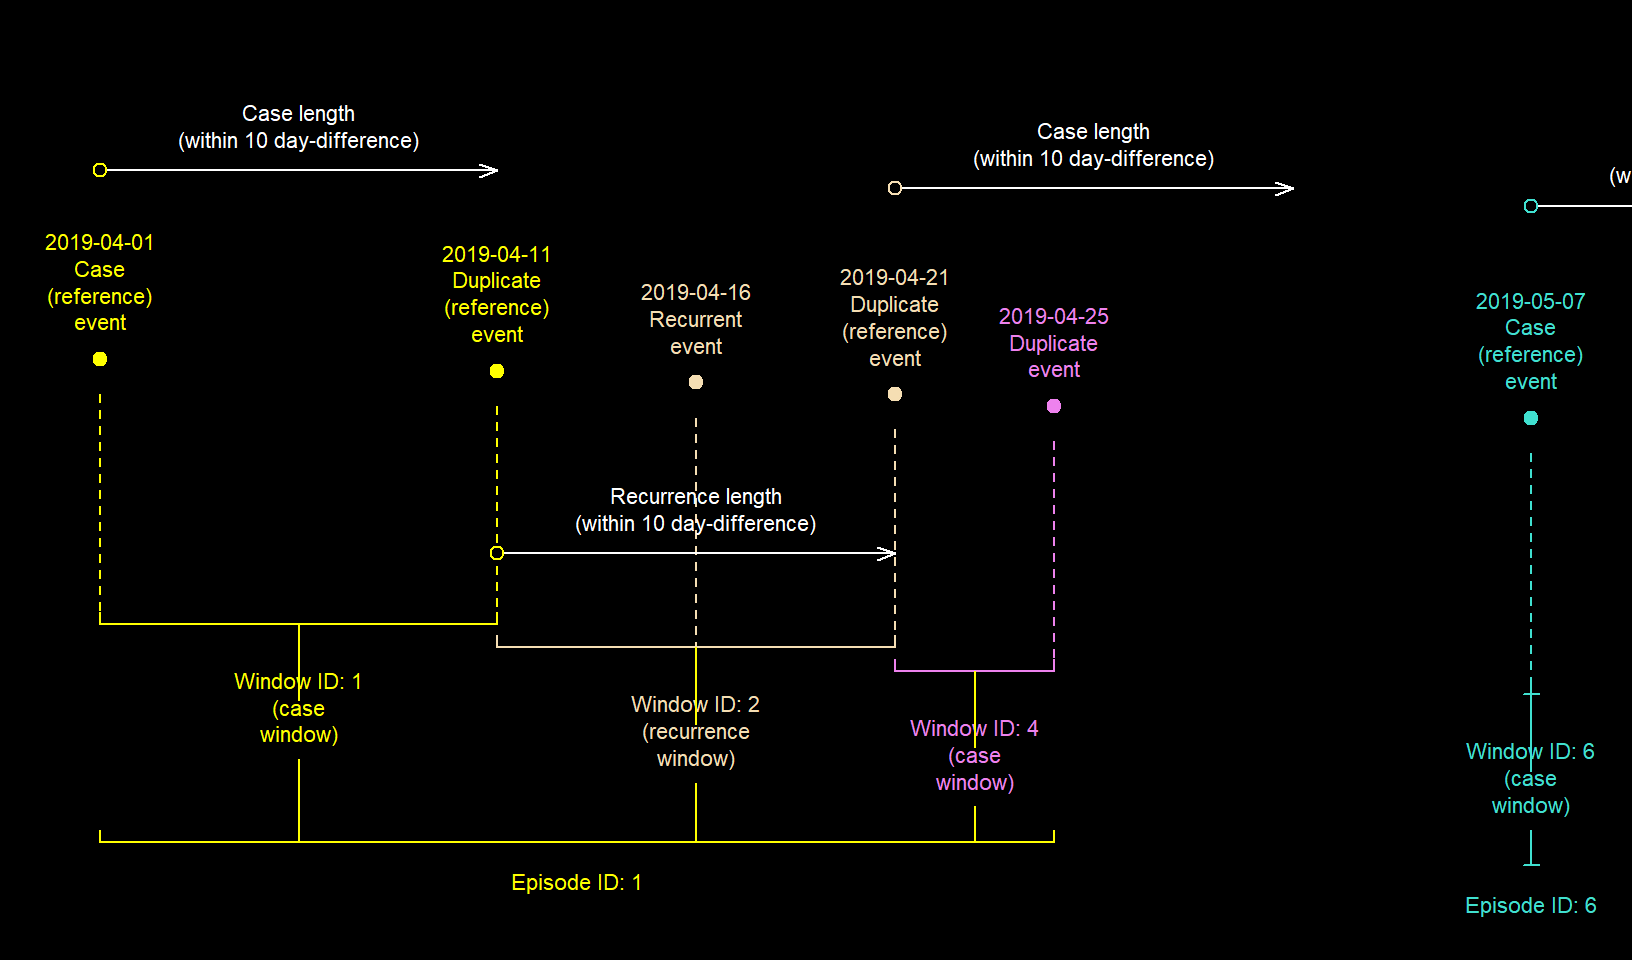 Case length
(within 10 day-difference)
Case length
(within 10 day-difference)
(w
2019-04-01
Case
(reference)
event
2019-04-11
Duplicate
(reference)
event
2019-04-16
Recurrent
event
2019-04-21
Duplicate
(reference)
event
2019-04-25
Duplicate
event
2019-05-07
Case
(reference)
event
Recurrence length
(within 10 day-difference)
Window ID: 1
(case
window)
Window ID: 2
(recurrence
window)
Window ID: 4
(case
window)
Window ID: 6
(case
window)
Episode ID: 1
Episode ID: 6